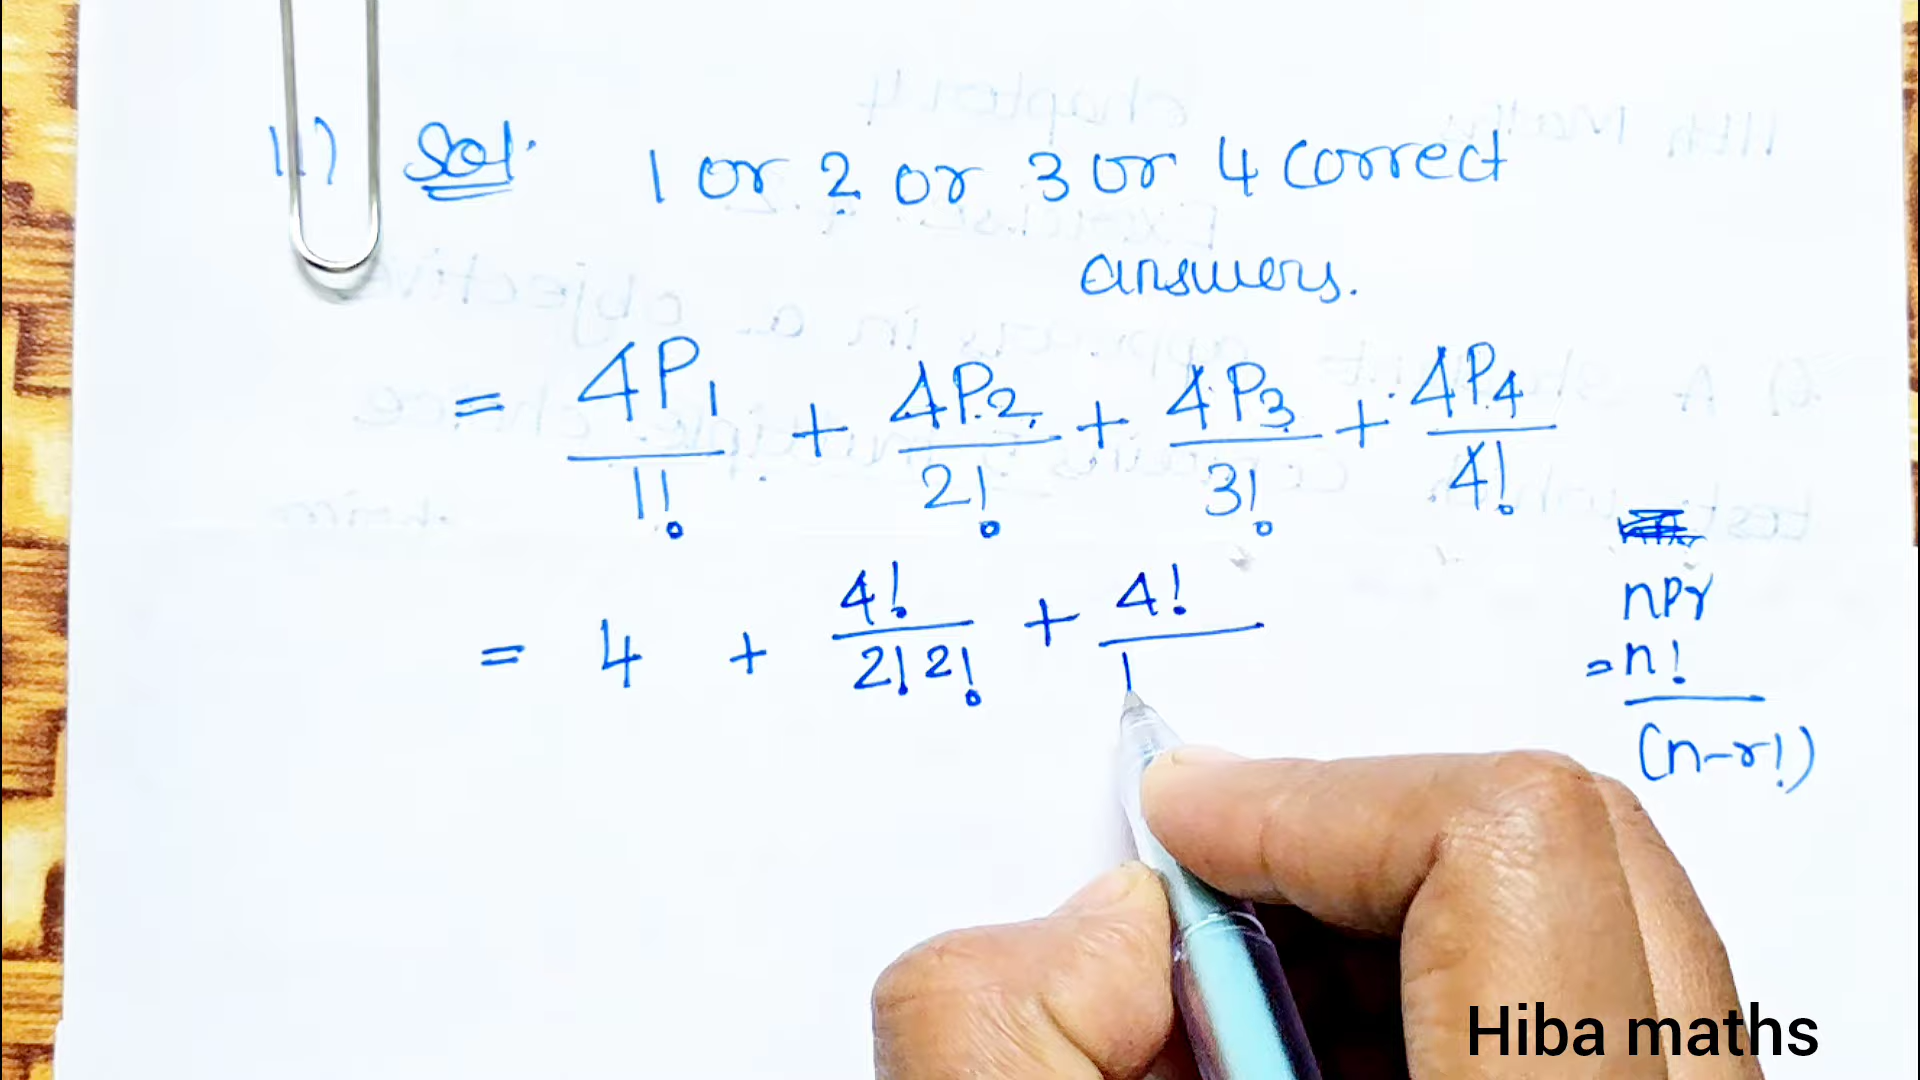 11) Sol. 1 or 2 or 3 or 4 correct
answers.
= 4P1/1! + 4P2/2! + 4P3/3! + 4P4/4!
= 4 + 4!/2! 2! + 4!/1
nPr
= n!
(n-r!)
Hiba maths